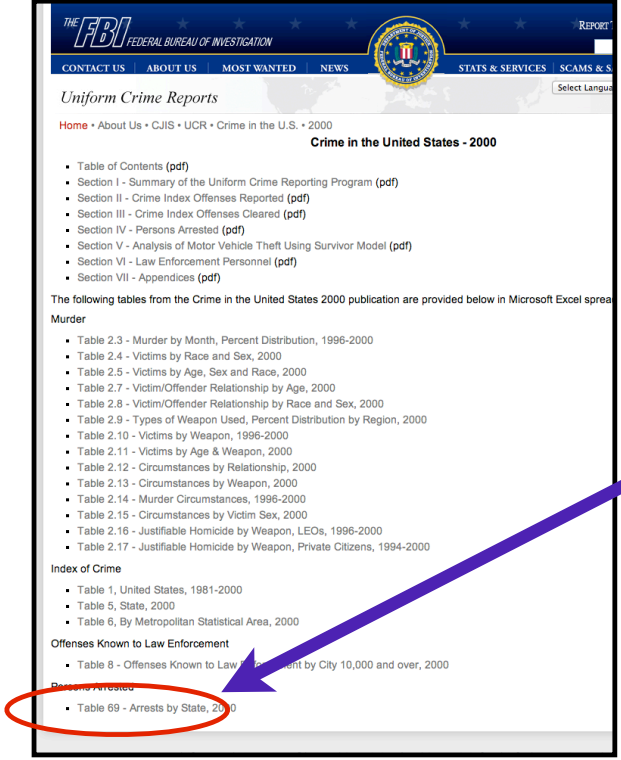 THE FBI FEDERAL BUREAU OF INVESTIGATION
REPORT
CONTACT US ABOUT US MOST WANTED NEWS STATS & SERVICES SCAMS & S
Uniform Crime Reports
Select Langua
Home • About Us • CJIS • UCR • Crime in the U.S. • 2000
Crime in the United States - 2000
▪ Table of Contents (pdf)
▪ Section I - Summary of the Uniform Crime Reporting Program (pdf)
▪ Section II - Crime Index Offenses Reported (pdf)
▪ Section III - Crime Index Offenses Cleared (pdf)
▪ Section IV - Persons Arrested (pdf)
▪ Section V - Analysis of Motor Vehicle Theft Using Survivor Model (pdf)
▪ Section VI - Law Enforcement Personnel (pdf)
▪ Section VII - Appendices (pdf)
The following tables from the Crime in the United States 2000 publication are provided below in Microsoft Excel sprea
Murder
▪ Table 2.3 - Murder by Month, Percent Distribution, 1996-2000
▪ Table 2.4 - Victims by Race and Sex, 2000
▪ Table 2.5 - Victims by Age, Sex and Race, 2000
▪ Table 2.7 - Victim/Offender Relationship by Age, 2000
▪ Table 2.8 - Victim/Offender Relationship by Race and Sex, 2000
▪ Table 2.9 - Types of Weapon Used, Percent Distribution by Region, 2000
▪ Table 2.10 - Victims by Weapon, 1996-2000
▪ Table 2.11 - Victims by Age & Weapon, 2000
▪ Table 2.12 - Circumstances by Relationship, 2000
▪ Table 2.13 - Circumstances by Weapon, 2000
▪ Table 2.14 - Murder Circumstances, 1996-2000
▪ Table 2.15 - Circumstances by Victim Sex, 2000
▪ Table 2.16 - Justifiable Homicide by Weapon, LEOs, 1996-2000
▪ Table 2.17 - Justifiable Homicide by Weapon, Private Citizens, 1994-2000
Index of Crime
▪ Table 1, United States, 1981-2000
▪ Table 5, State, 2000
▪ Table 6, By Metropolitan Statistical Area, 2000
Offenses Known to Law Enforcement
▪ Table 8 - Offenses Known to Law Enforcement by City 10,000 and over, 2000
Persons Arrested
▪ Table 69 - Arrests by State, 2000